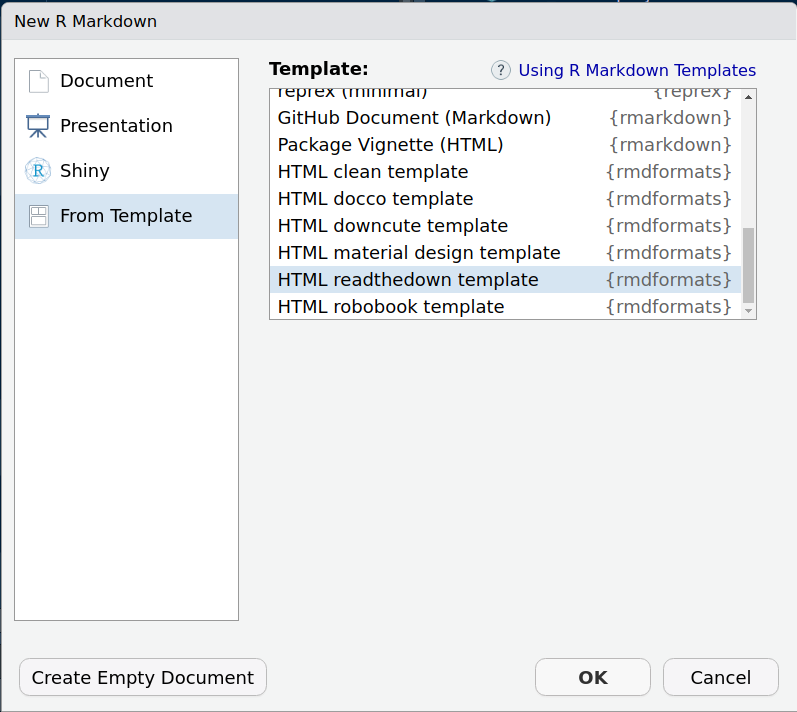 New R Markdown
Document
Presentation
R
Shiny
From Template
Template:
? Using R Markdown Templates
reprex (minimal) {reprex}
GitHub Document (Markdown) {rmarkdown}
Package Vignette (HTML) {rmarkdown}
HTML clean template {rmdformats}
HTML docco template {rmdformats}
HTML downcute template {rmdformats}
HTML material design template {rmdformats}
HTML readthedown template {rmdformats}
HTML robobook template {rmdformats}
Create Empty Document
OK
Cancel